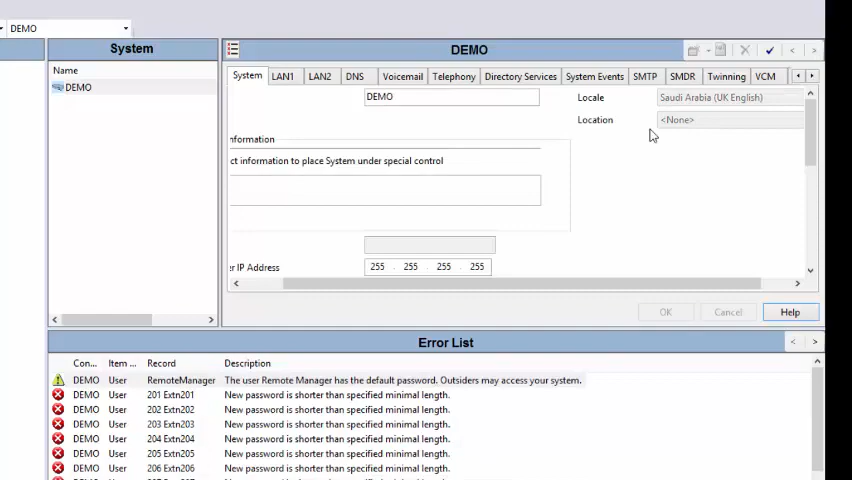 DEMO
System
DEMO
Name
DEMO
System LAN1 LAN2 DNS Voicemail Telephony Directory Services System Events SMTP SMDR Twinning VCM
DEMO
Locale
Saudi Arabia (UK English)
Location
<None>
information
ct information to place System under special control
er IP Address
255 . 255 . 255 . 255
OK Cancel Help
Error List
Con... Item ... Record Description
DEMO User RemoteManager The user Remote Manager has the default password. Outsiders may access your system.
DEMO User 201 Extn201 New password is shorter than specified minimal length.
DEMO User 202 Extn202 New password is shorter than specified minimal length.
DEMO User 203 Extn203 New password is shorter than specified minimal length.
DEMO User 204 Extn204 New password is shorter than specified minimal length.
DEMO User 205 Extn205 New password is shorter than specified minimal length.
DEMO User 206 Extn206 New password is shorter than specified minimal length.